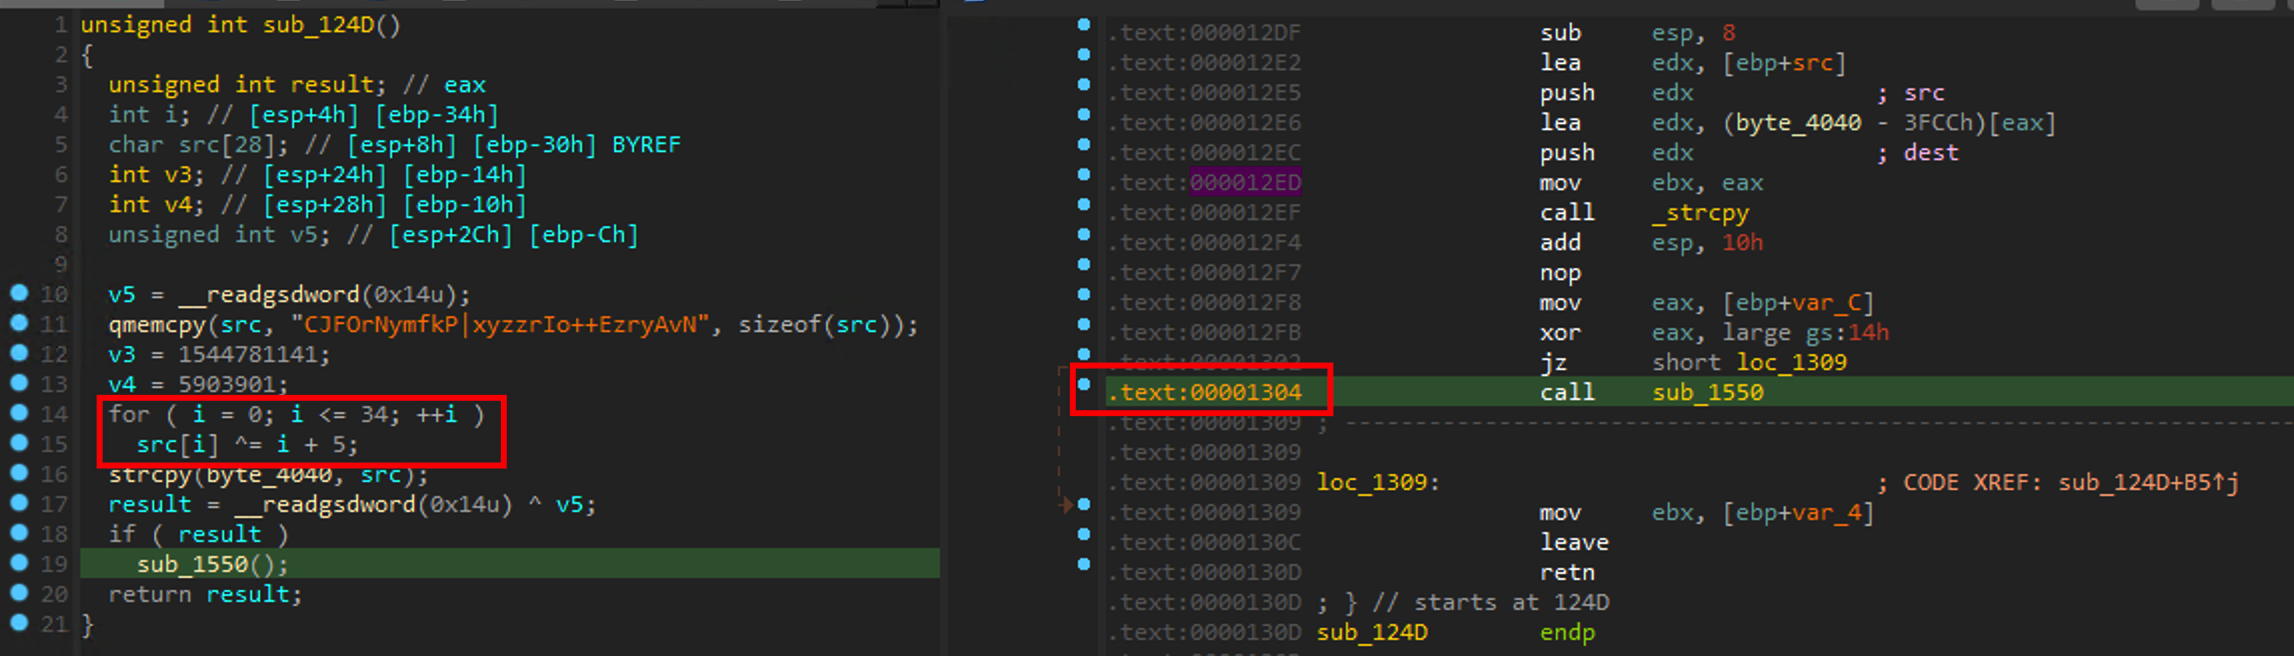 1 unsigned int sub_124D()
2 {
3 unsigned int result; // eax
4 int i; // [esp+4h] [ebp-34h]
5 char src[28]; // [esp+8h] [ebp-30h] BYREF
6 int v3; // [esp+24h] [ebp-14h]
7 int v4; // [esp+28h] [ebp-10h]
8 unsigned int v5; // [esp+2Ch] [ebp-Ch]
9
10 v5 = __readgsdword(0x14u);
11 qmemcpy(src, "CJFOrNymfkP|xyzzrIo++EzryAvN", sizeof(src));
12 v3 = 1544781141;
13 v4 = 5903901;
14 for ( i = 0; i <= 34; ++i )
15 src[i] ^= i + 5;
16 strcpy(byte_4040, src);
17 result = __readgsdword(0x14u) ^ v5;
18 if ( result )
19 sub_1550();
20 return result;
21 }
.text:000012DF sub esp, 8
.text:000012E2 lea edx, [ebp+src]
.text:000012E5 push edx ; src
.text:000012E6 lea edx, (byte_4040 - 3FCCh)[eax]
.text:000012EC push edx ; dest
.text:000012ED mov ebx, eax
.text:000012EF call _strcpy
.text:000012F4 add esp, 10h
.text:000012F7 nop
.text:000012F8 mov eax, [ebp+var_C]
.text:000012FB xor eax, large gs:14h
.text:00001302 jz short loc_1309
.text:00001304 call sub_1550
.text:00001309 ; ---------------------------------------------------------------------------
.text:00001309
.text:00001309 loc_1309: ; CODE XREF: sub_124D+B5↑j
.text:00001309 mov ebx, [ebp+var_4]
.text:0000130C leave
.text:0000130D retn
.text:0000130D ; } // starts at 124D
.text:0000130D sub_124D endp